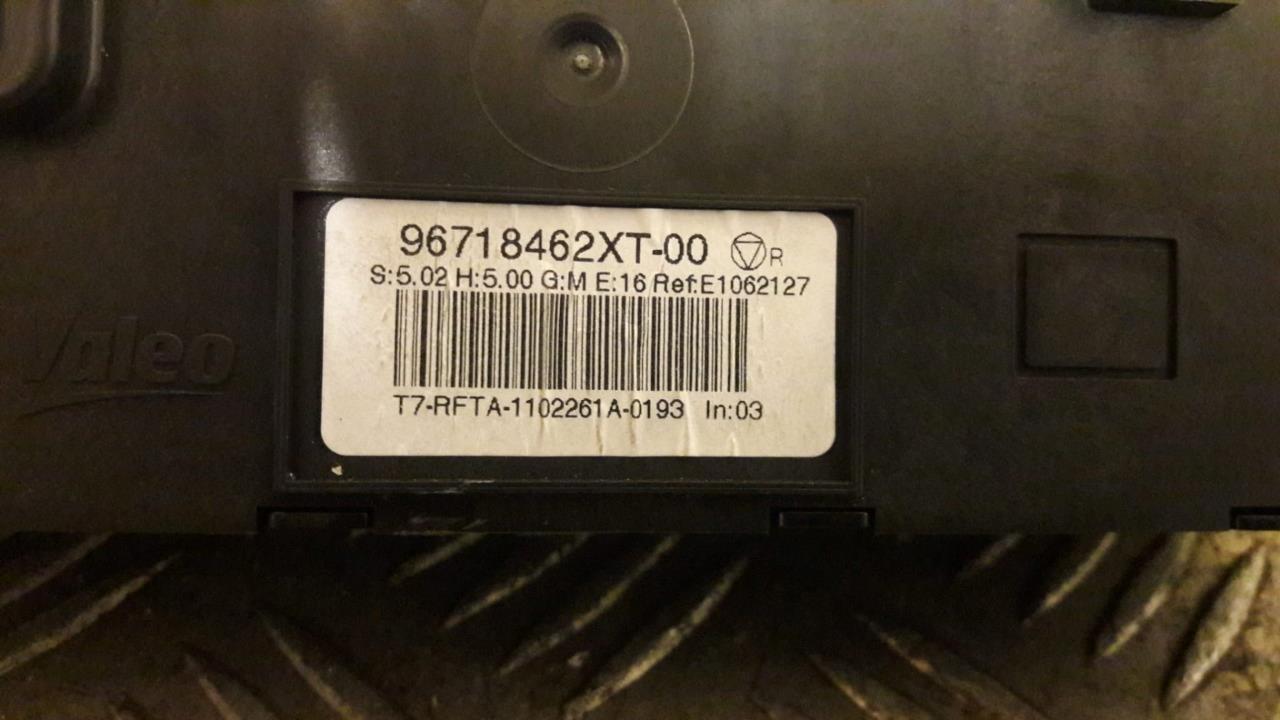 96718462XT-00 R
S:5.02 H:5.00 G:M E:16 Ref:E1062127
T7-RFTA-1102261A-0193 In:03
Valeo